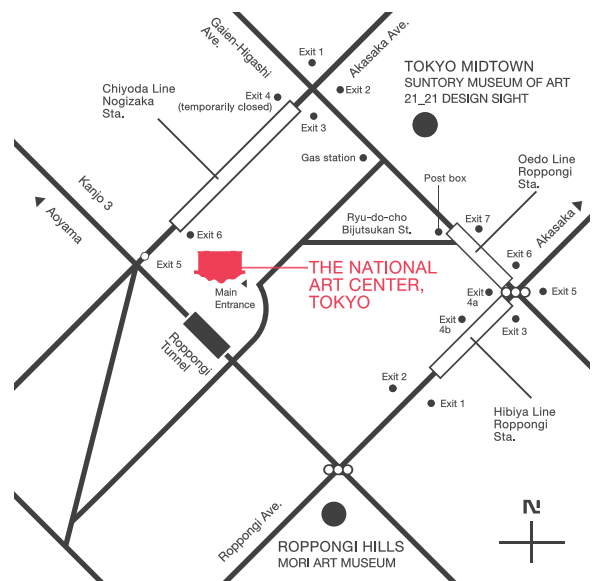 Gaien-Higashi
Ave.
Exit 1
Akasaka Ave.
TOKYO MIDTOWN
SUNTORY MUSEUM OF ART
21_21 DESIGN SIGHT
Chiyoda Line
Nogizaka
Sta.
Exit 4
(temporarily closed)
Exit 2
Exit 3
Gas station
Oedo Line
Roppongi
Sta.
Post box
Kanjo 3
Aoyama
Ryu-do-cho
Bijutsukan St.
Exit 7
Akasaka
Exit 6
Exit 5
THE NATIONAL
ART CENTER,
TOKYO
Main
Entrance
Exit 6
Exit 4a
Exit 5
Exit
4b
Exit 3
Roppongi
Tunnel
Exit 2
Exit 1
Hibiya Line
Roppongi
Sta.
Roppongi Ave.
ROPPONGI HILLS
MORI ART MUSEUM
N